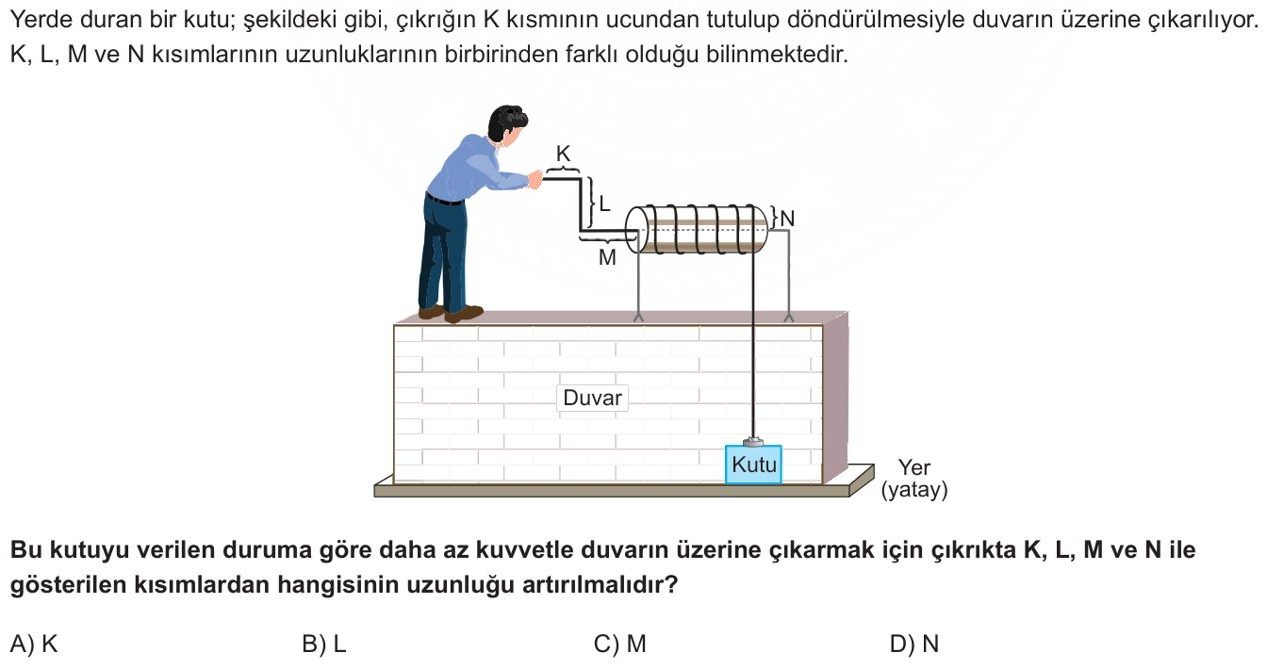 Yerde duran bir kutu; şekildeki gibi, çıkrığın K kısmının ucundan tutulup döndürülmesiyle duvarın üzerine çıkarılıyor.
K, L, M ve N kısımlarının uzunluklarının birbirinden farklı olduğu bilinmektedir.
K
L
N
M
Duvar
Kutu
Yer
(yatay)
Bu kutuyu verilen duruma göre daha az kuvvetle duvarın üzerine çıkarmak için çıkrıkta K, L, M ve N ile
gösterilen kısımlardan hangisinin uzunluğu artırılmalıdır?
A) K B) L C) M D) N